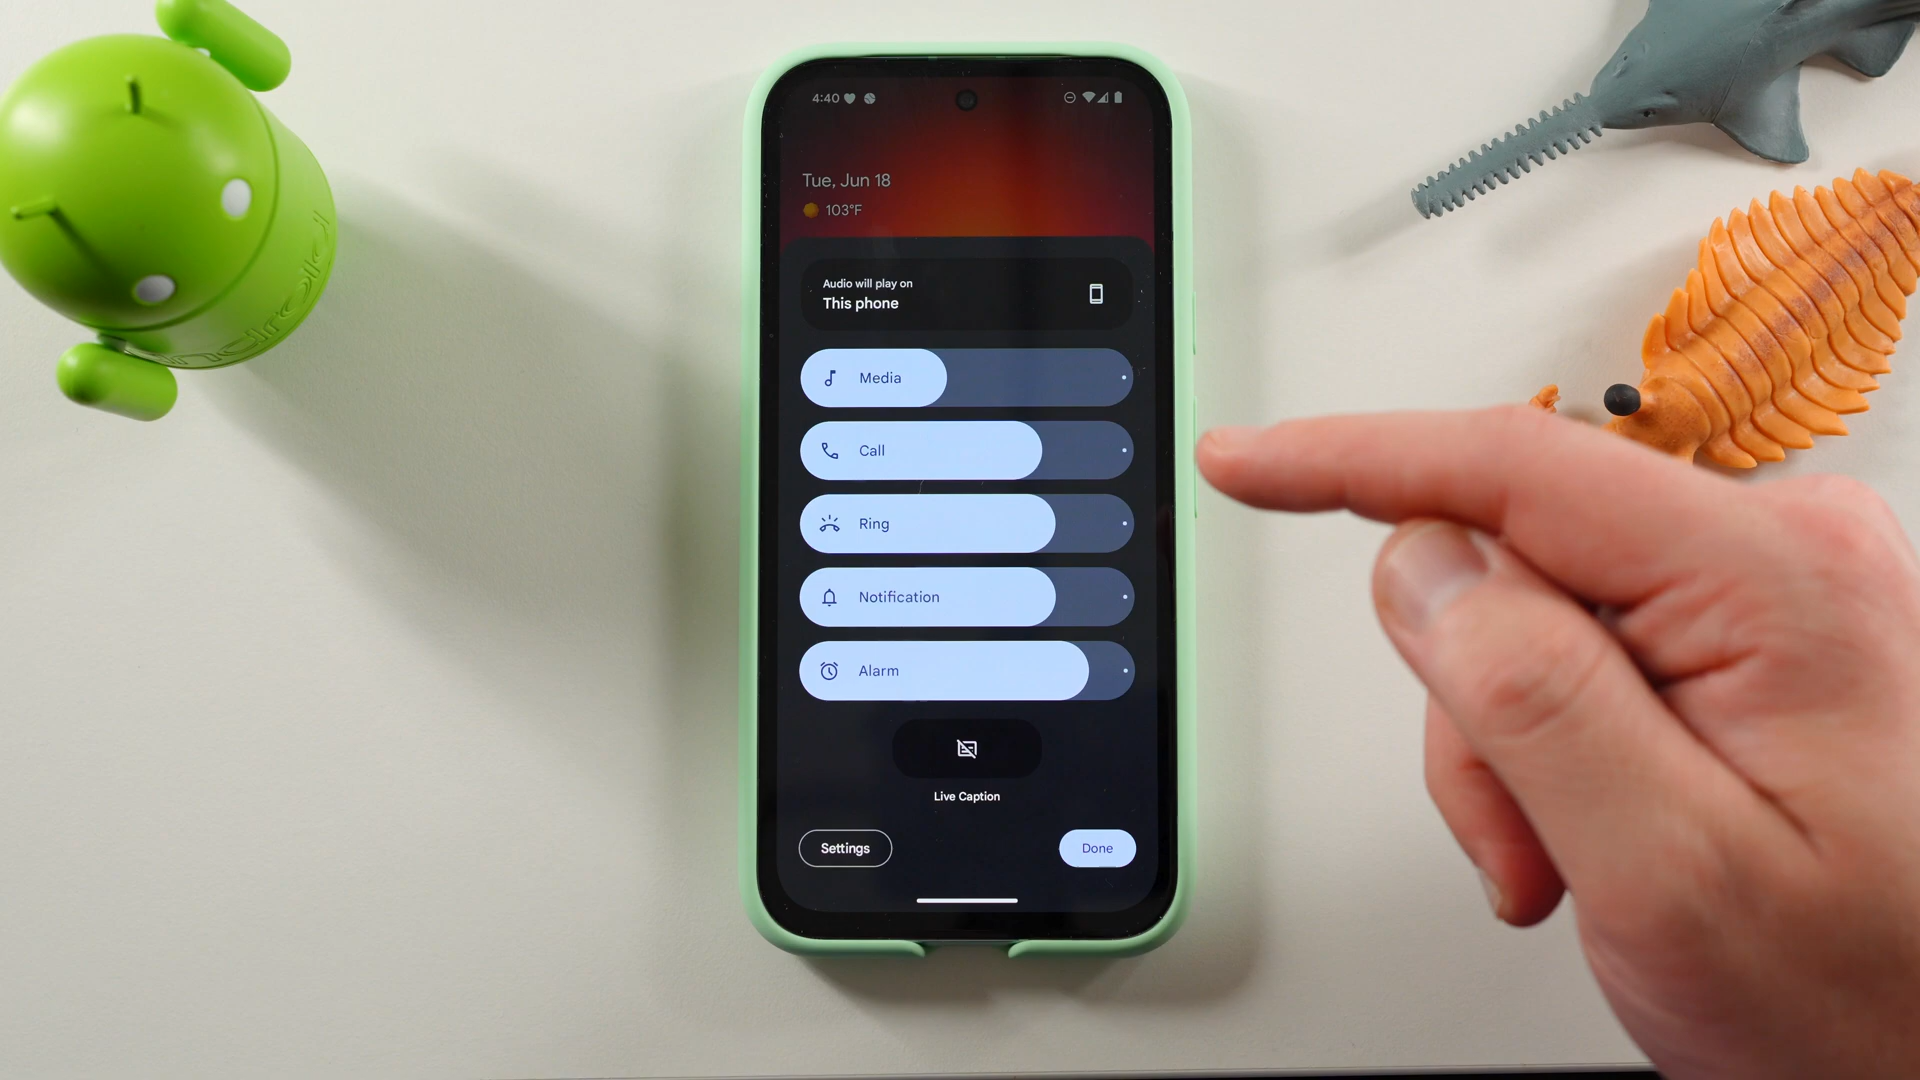 android
4:40
Tue, Jun 18
103°F
Audio will play on
This phone
Media
Call
Ring
Notification
Alarm
Live Caption
Settings
Done